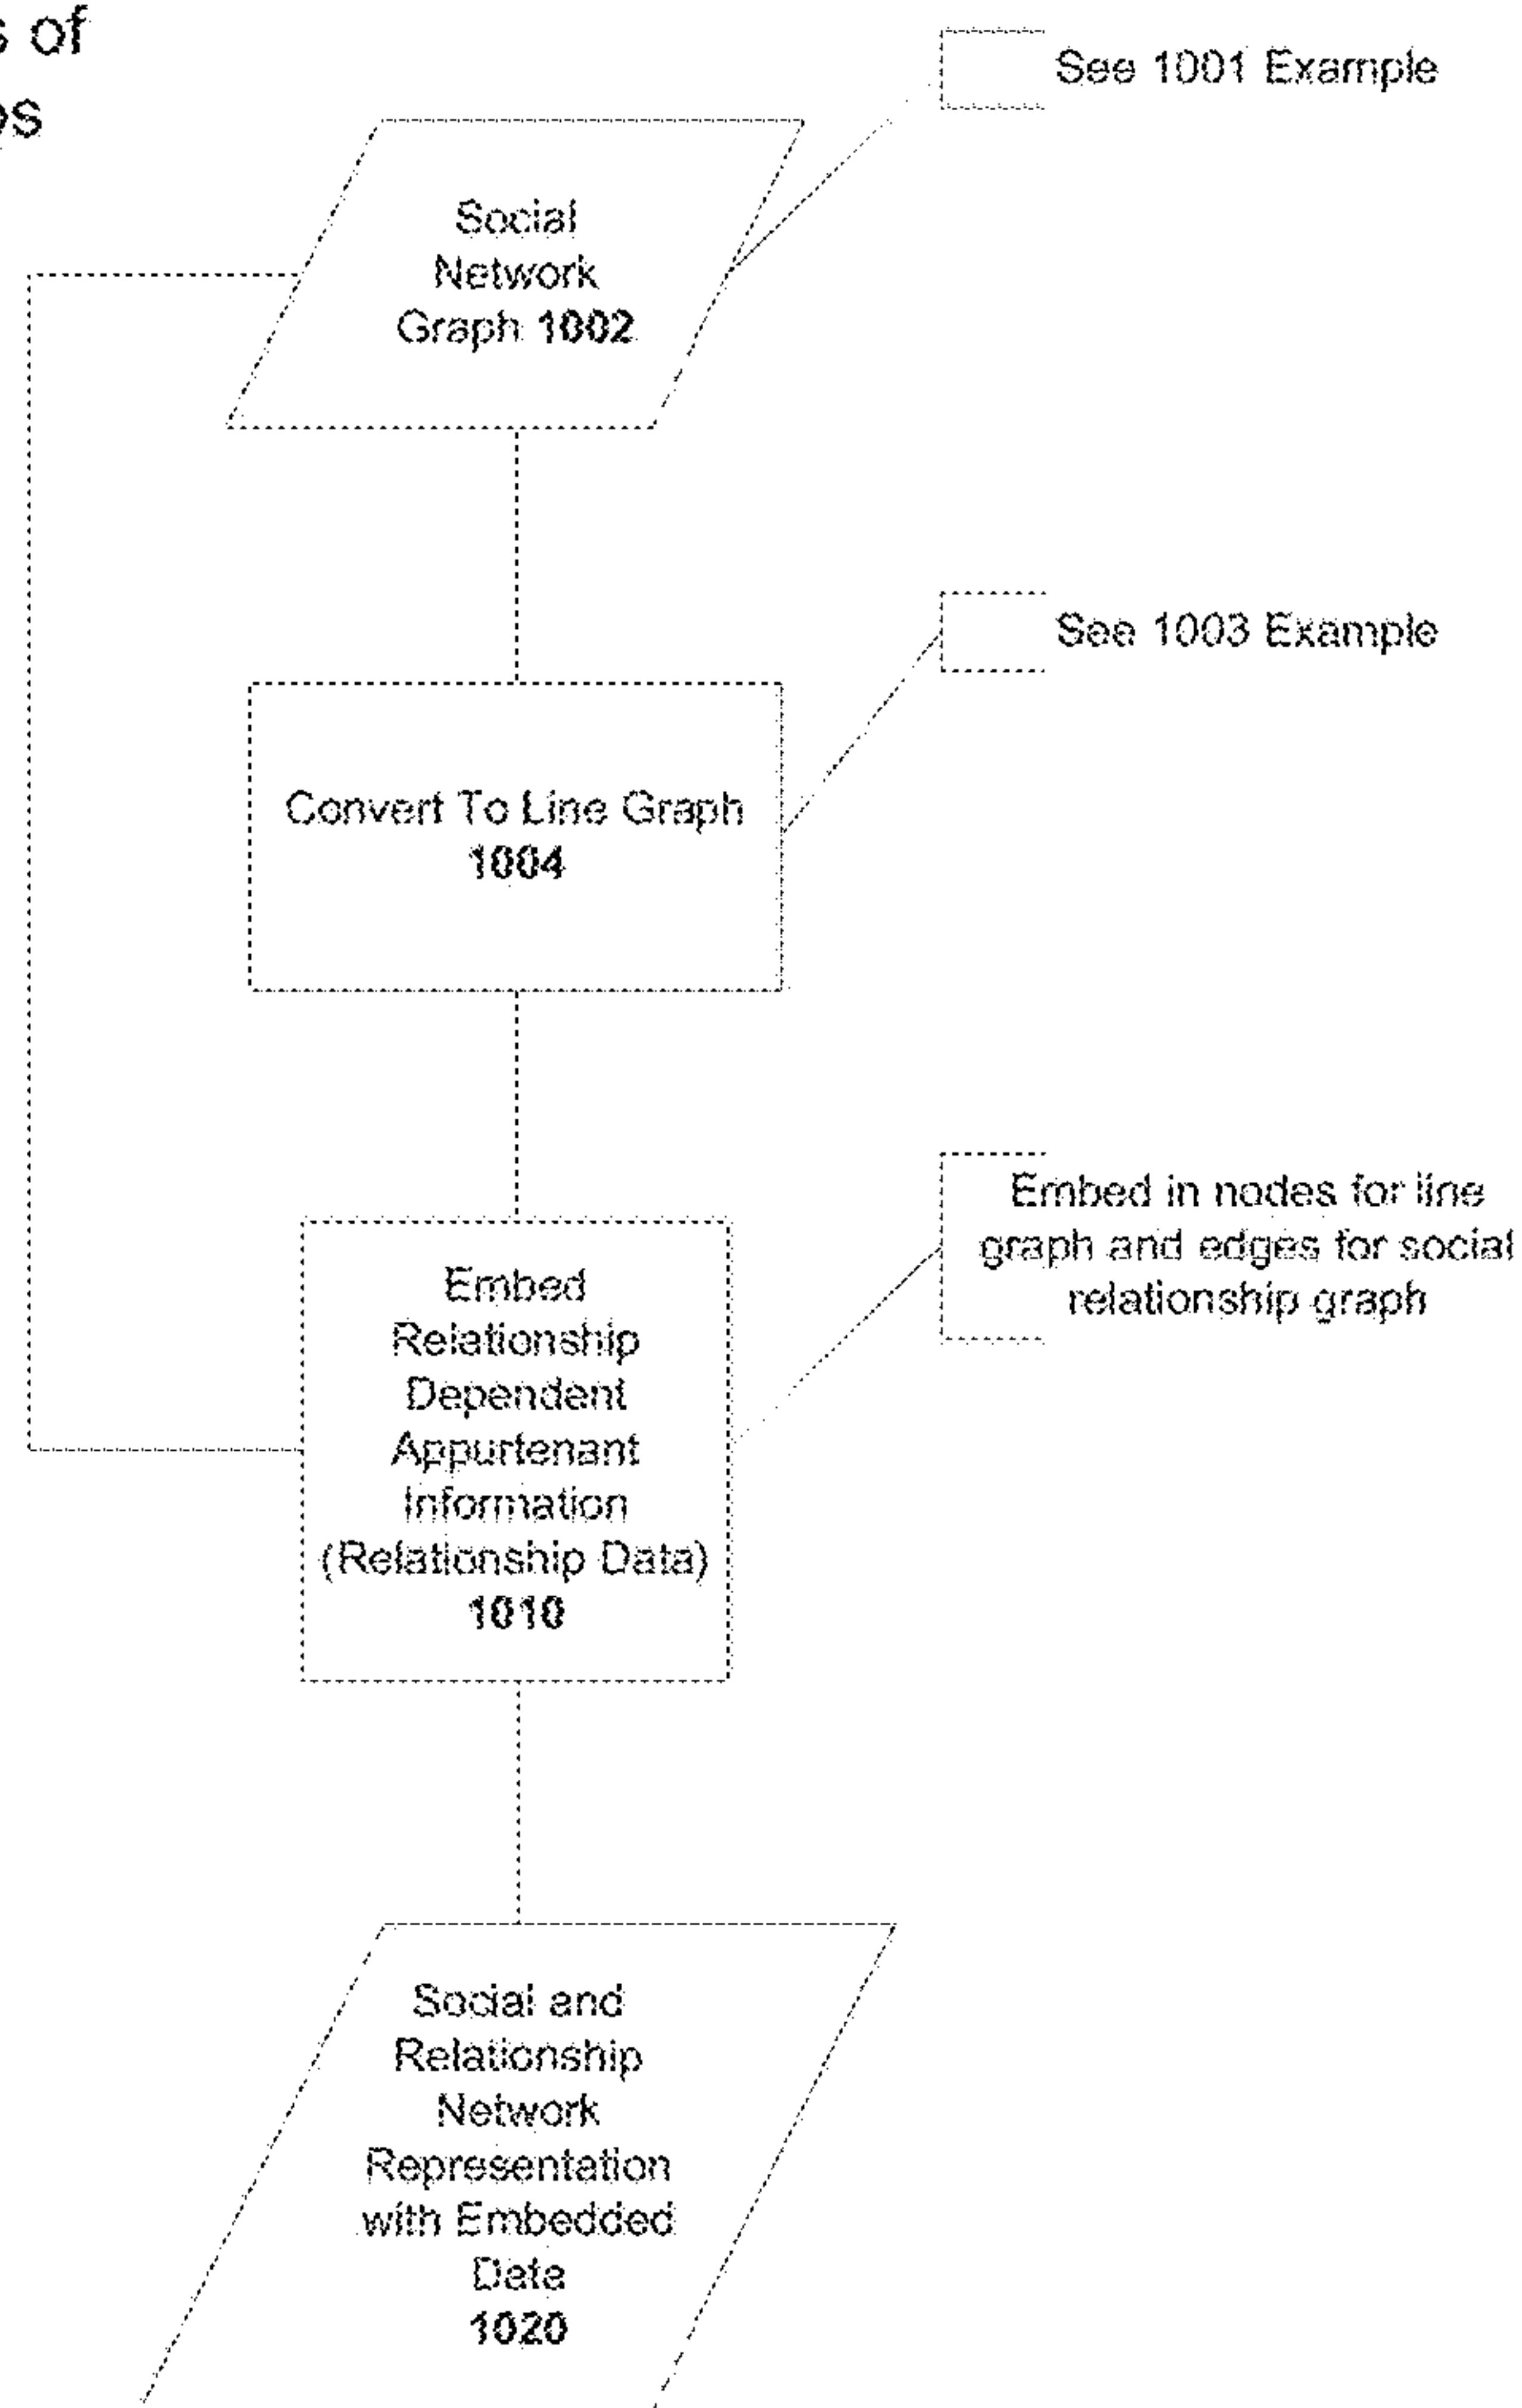 s of
os
See 1001 Example
Social
Network
Graph 1002
See 1003 Example
Convert To Line Graph
1004
Embed in nodes for line
graph and edges for social
relationship graph
Embed
Relationship
Dependent
Appurtenant
Information
(Relationship Data)
1010
Social and
Relationship
Network
Representation
with Embedded
Data
1020